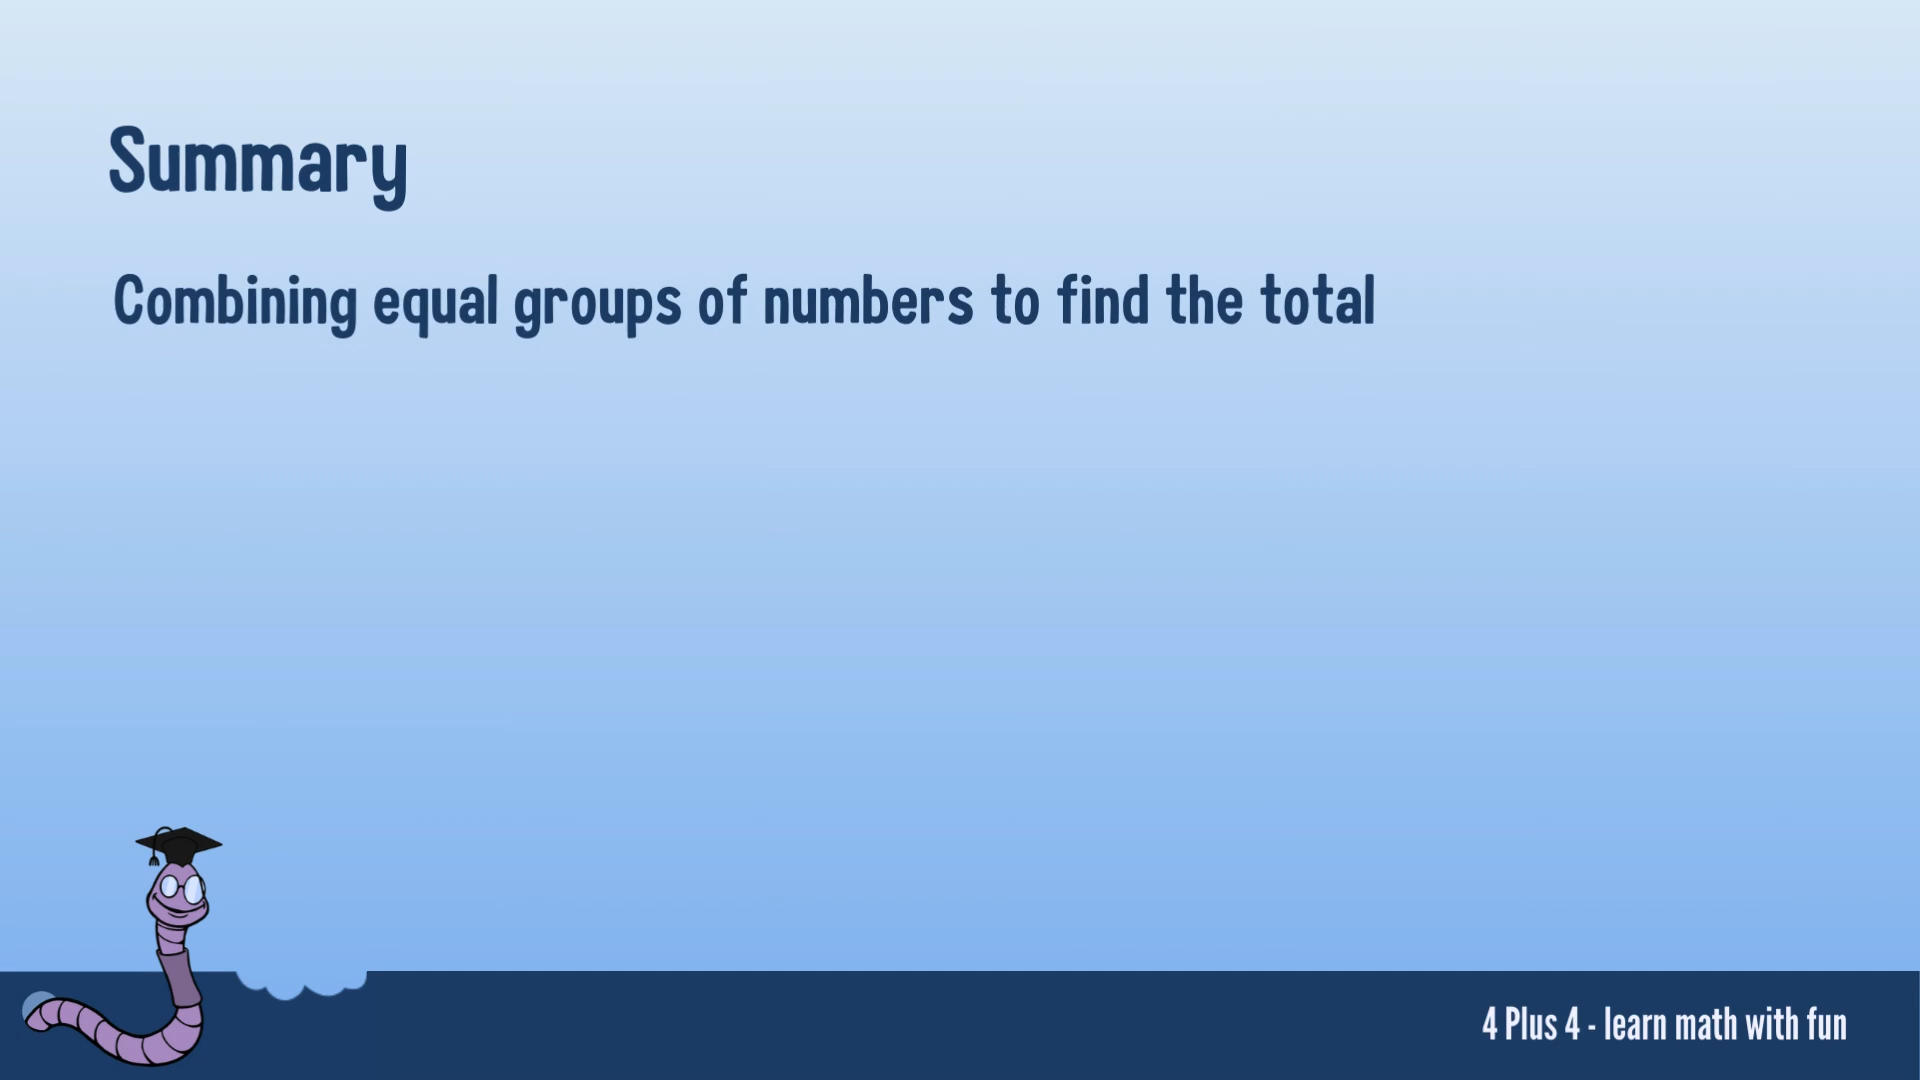 Summary
Combining equal groups of numbers to find the total
4 Plus 4 - learn math with fun